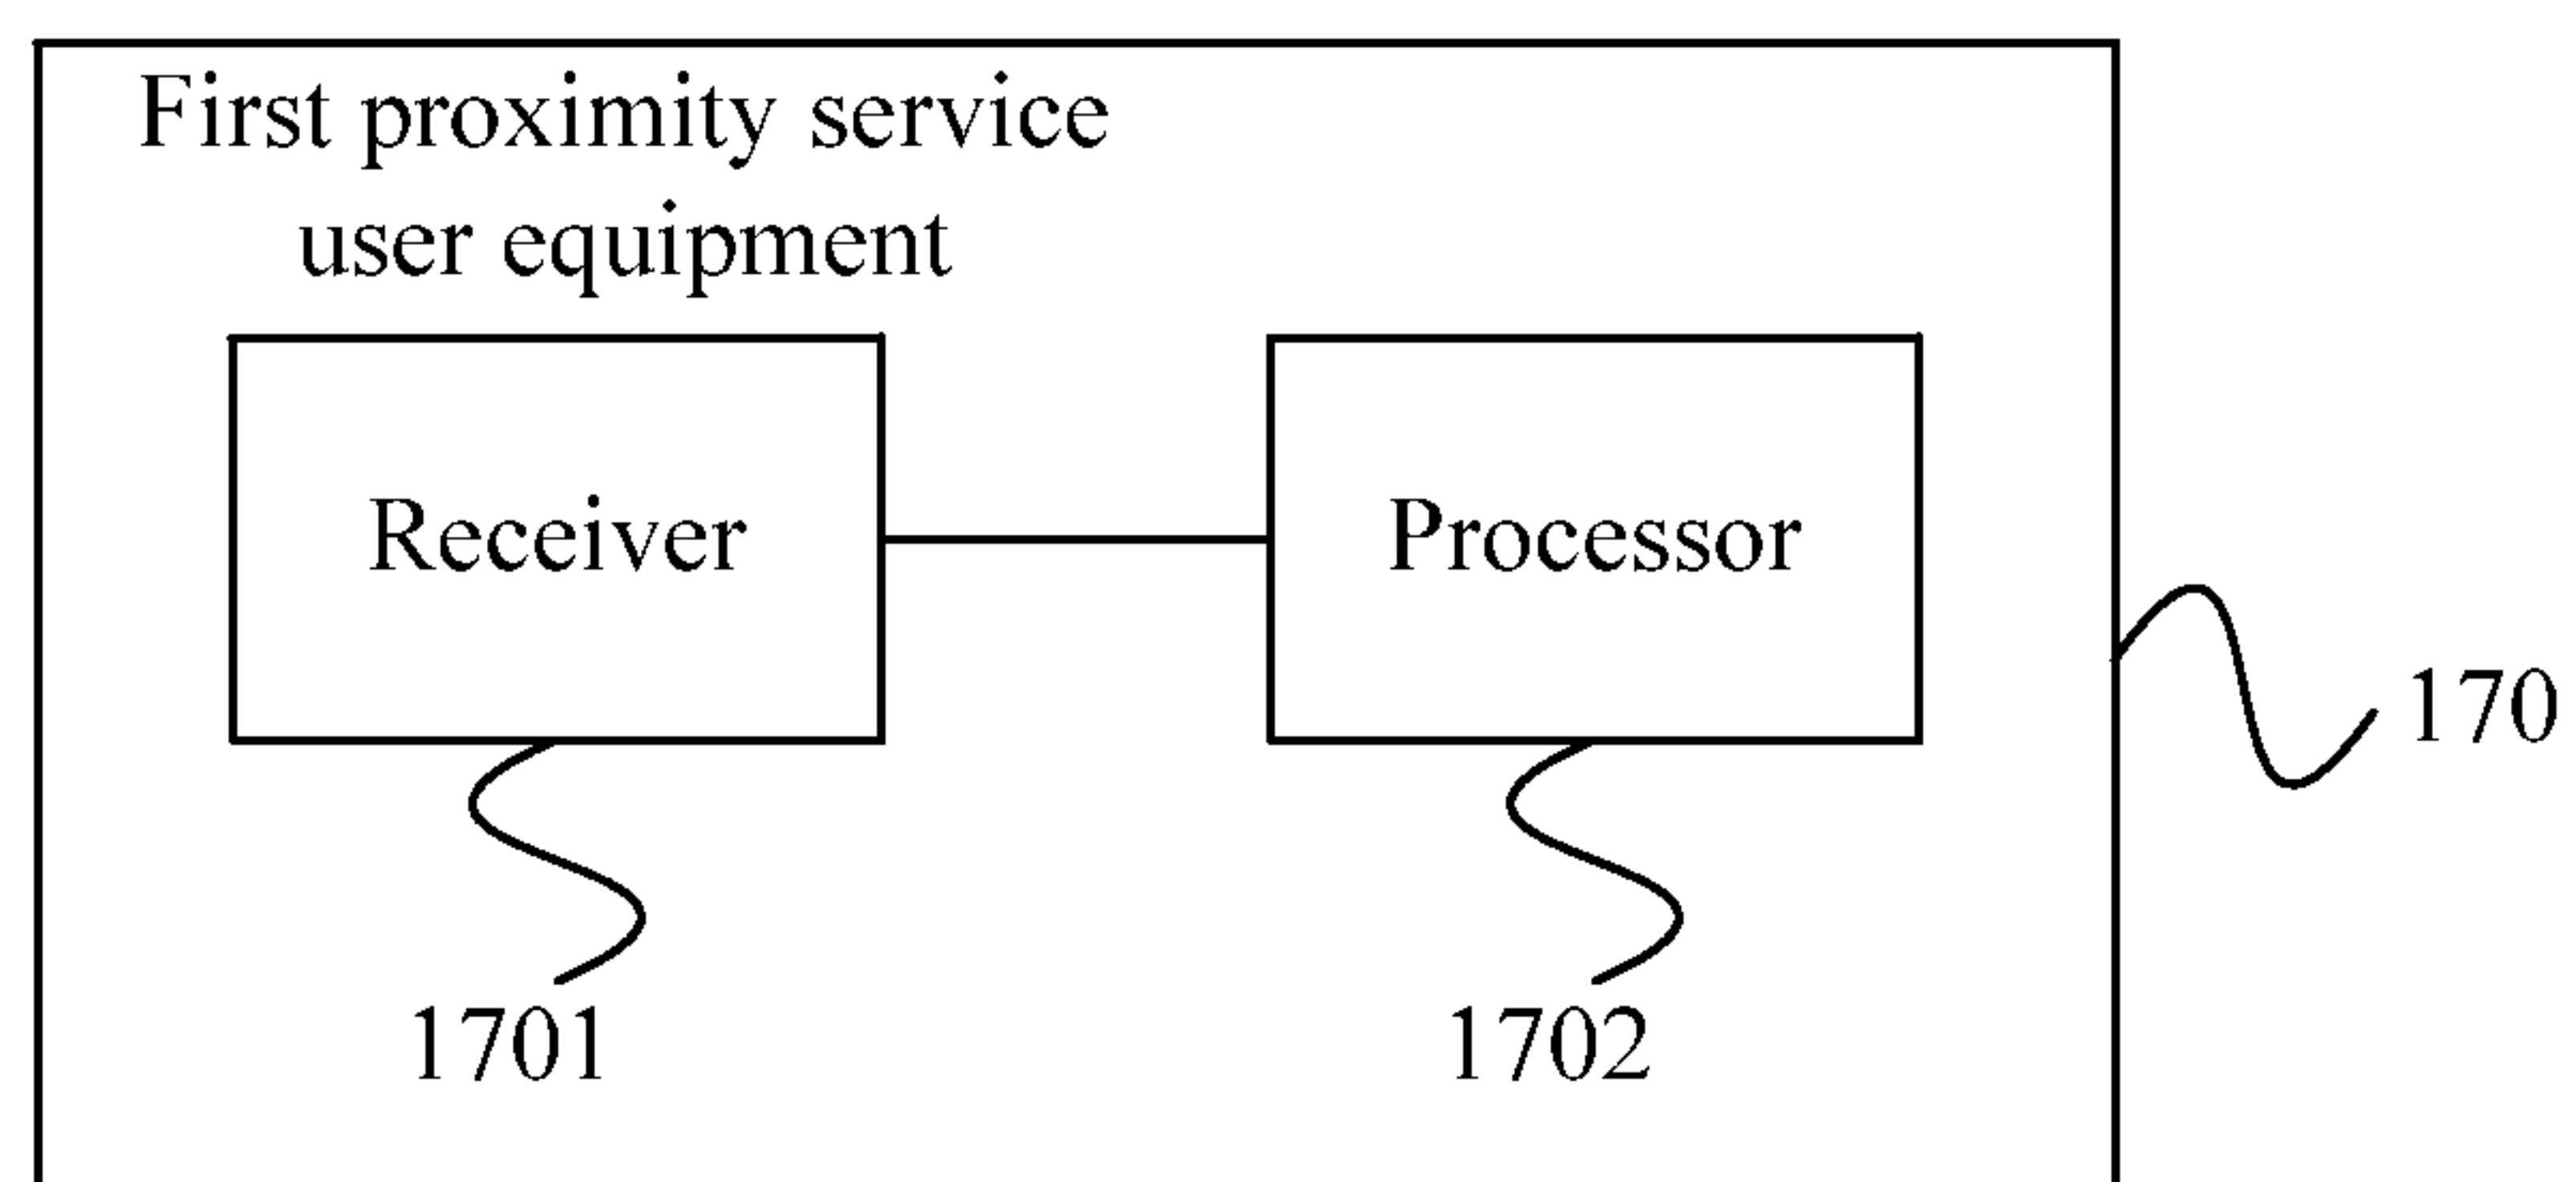 First proximity service
user equipment
Receiver
Processor
170
1701
1702